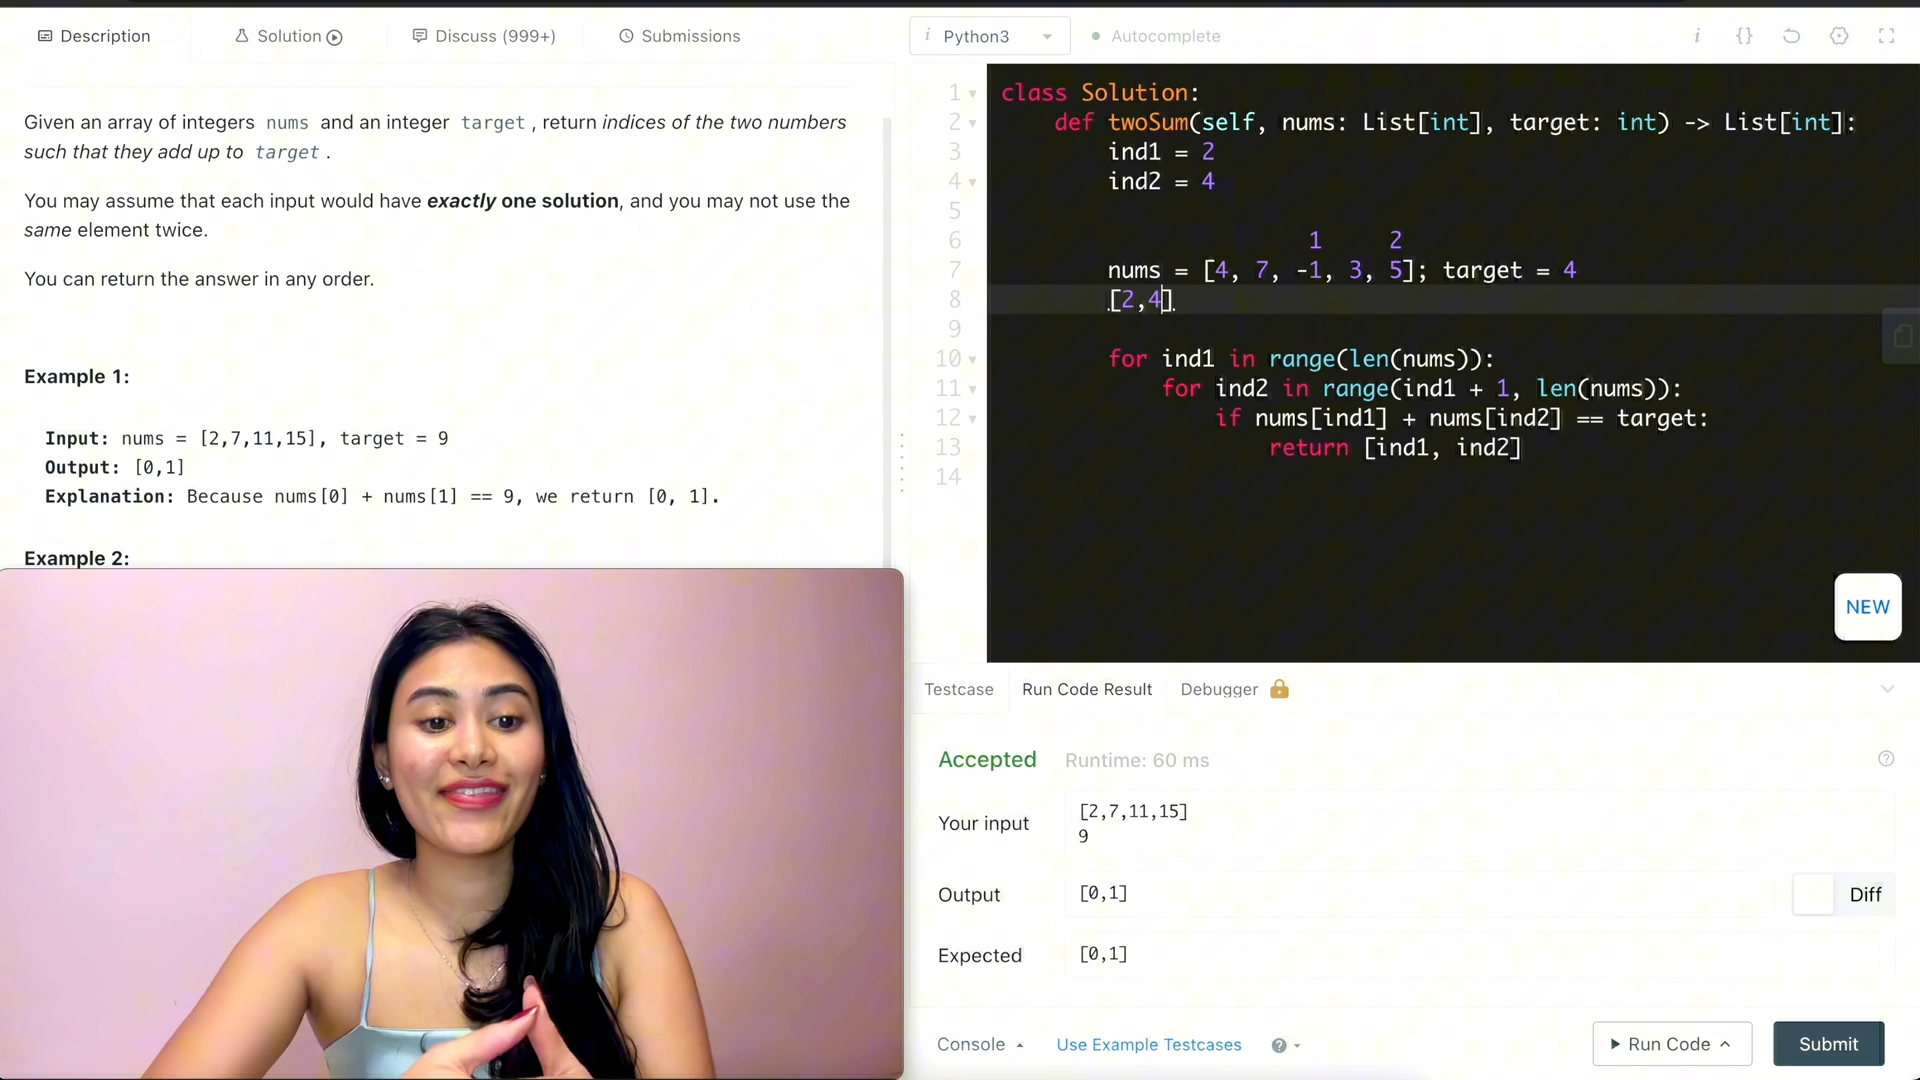 Description
Solution
Discuss (999+)
Submissions
Given an array of integers nums and an integer target, return indices of the two numbers
such that they add up to target.
You may assume that each input would have exactly one solution, and you may not use the
same element twice.
You can return the answer in any order.
Example 1:
Input: nums = [2,7,11,15], target = 9
Output: [0,1]
Explanation: Because nums[0] + nums[1] == 9, we return [0, 1].
Example 2:
i Python3
Autocomplete
i {}
1 class Solution:
2 def twoSum(self, nums: List[int], target: int) -> List[int]:
3 ind1 = 2
4 ind2 = 4
5
6 1 2
7 nums = [4, 7, -1, 3, 5]; target = 4
8 [2,4]
9
10 for ind1 in range(len(nums)):
11 for ind2 in range(ind1 + 1, len(nums)):
12 if nums[ind1] + nums[ind2] == target:
13 return [ind1, ind2]
14
NEW
Testcase
Run Code Result
Debugger
Accepted
Runtime: 60 ms
Your input
[2,7,11,15]
9
Output
[0,1]
Diff
Expected
[0,1]
Console
Use Example Testcases
Run Code
Submit